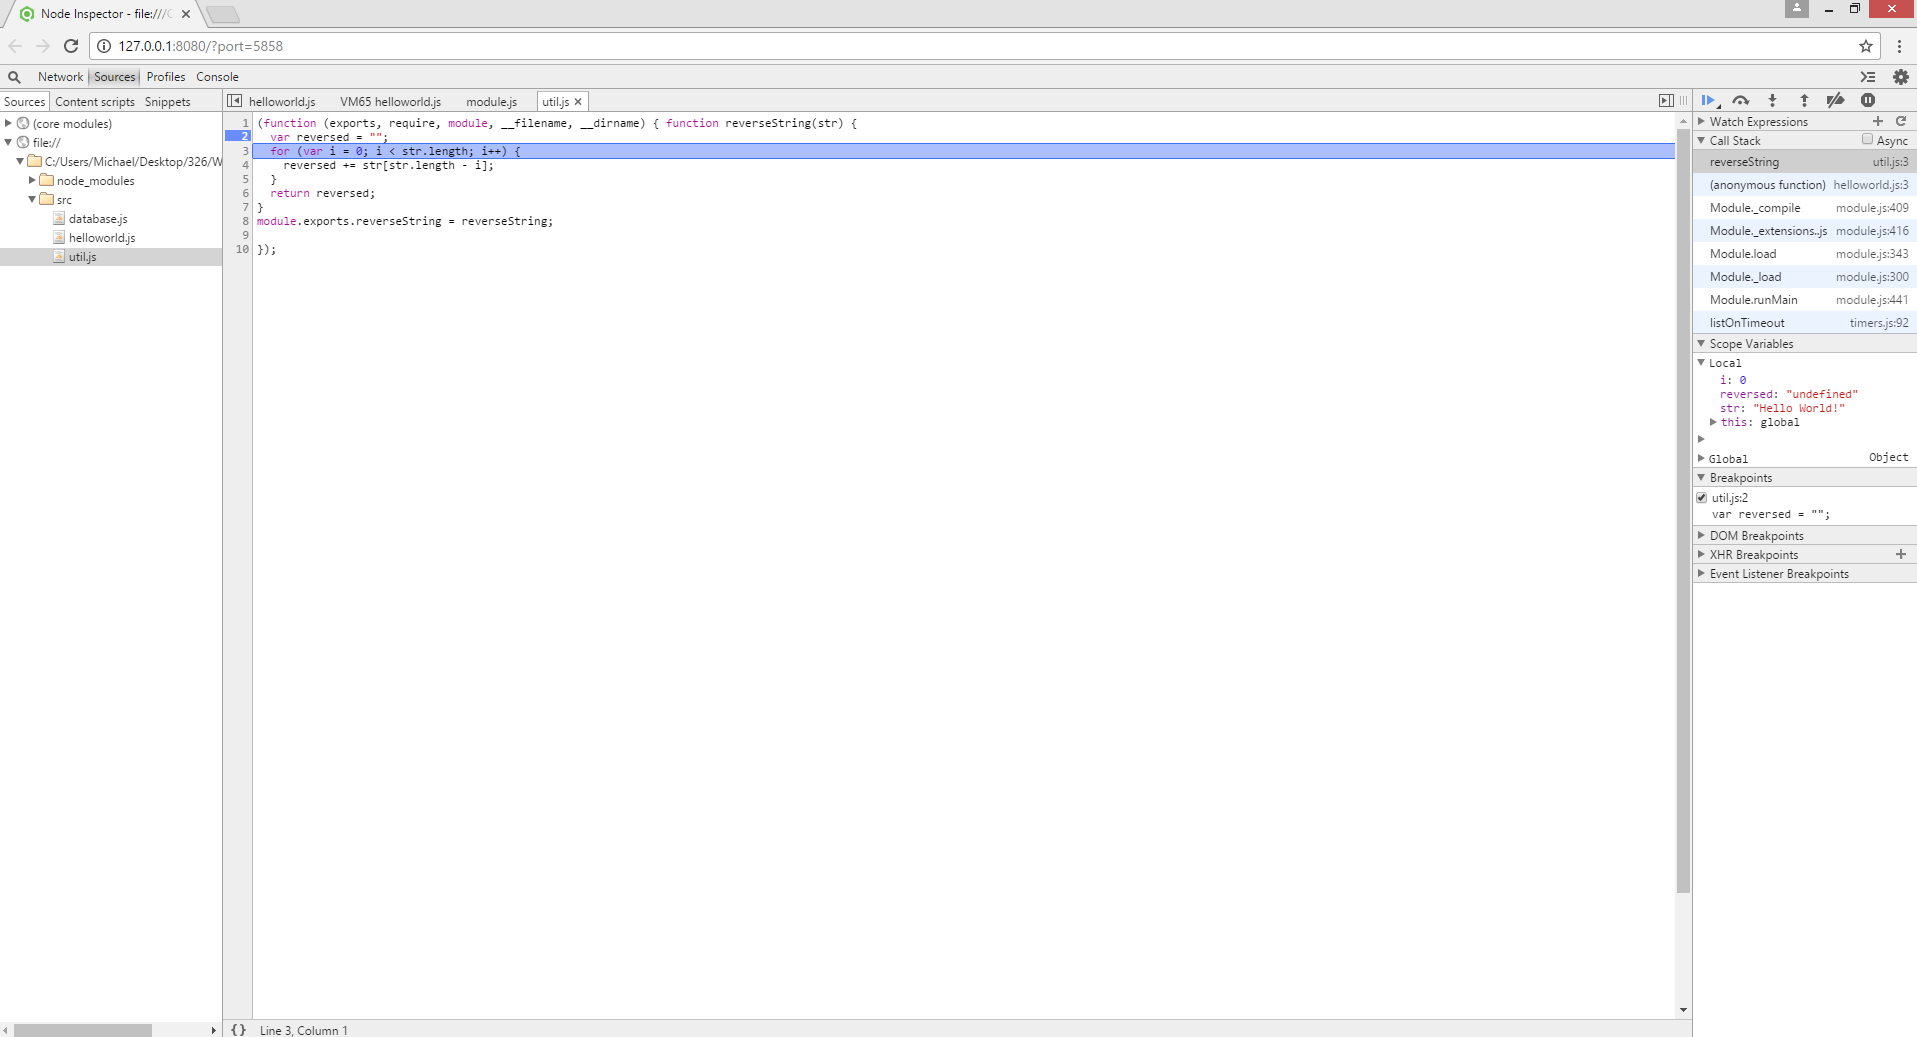 Node Inspector - file:///C
127.0.0.1:8080/?port=5858
Network Sources Profiles Console
Sources Content scripts Snippets
(core modules)
file://
C:/Users/Michael/Desktop/326/W
node_modules
src
database.js
helloworld.js
util.js
helloworld.js VM65 helloworld.js module.js util.js
1 (function (exports, require, module, __filename, __dirname) { function reverseString(str) {
2 var reversed = "";
3 for (var i = 0; i < str.length; i++) {
4 reversed += str[str.length - i];
5 }
6 return reversed;
7 }
8 module.exports.reverseString = reverseString;
9
10 });
{} Line 3, Column 1
Watch Expressions
Call Stack Async
reverseString util.js:3
(anonymous function) helloworld.js:3
Module._compile module.js:409
Module._extensions..js module.js:416
Module.load module.js:343
Module._load module.js:300
Module.runMain module.js:441
listOnTimeout timers.js:92
Scope Variables
Local
i: 0
reversed: "undefined"
str: "Hello World!"
this: global
Global Object
Breakpoints
util.js:2
var reversed = "";
DOM Breakpoints
XHR Breakpoints
Event Listener Breakpoints